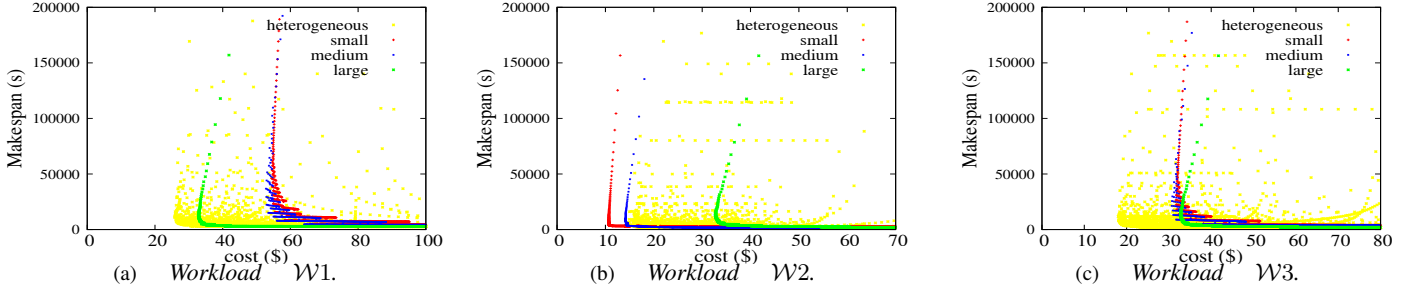 Makespan (s)
200000
150000
100000
50000
0
0
20
40
60
80
100
cost ($)
heterogeneous
small
medium
large
(a) Workload W1.
Makespan (s)
200000
150000
100000
50000
0
0
10
20
30
40
50
60
70
cost ($)
heterogeneous
small
medium
large
(b) Workload W2.
Makespan (s)
200000
150000
100000
50000
0
0
10
20
30
40
50
60
70
80
cost ($)
heterogeneous
small
medium
large
(c) Workload W3.